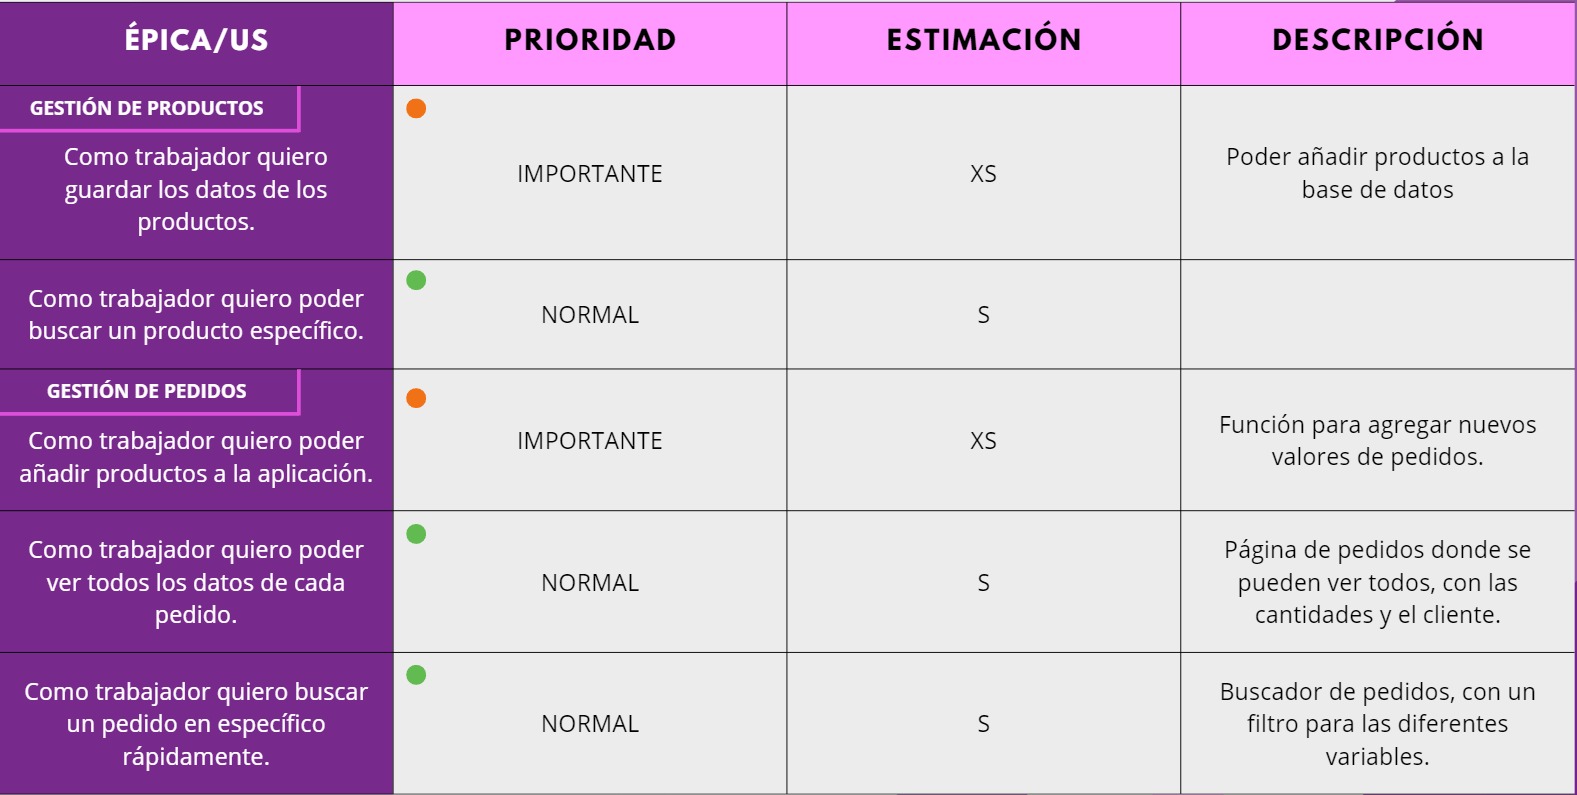 ÉPICA/US
PRIORIDAD
ESTIMACIÓN
DESCRIPCIÓN
GESTIÓN DE PRODUCTOS
Como trabajador quiero
guardar los datos de los
productos.
IMPORTANTE
XS
Poder añadir productos a la
base de datos
Como trabajador quiero poder
buscar un producto específico.
NORMAL
S
GESTIÓN DE PEDIDOS
Como trabajador quiero poder
añadir productos a la aplicación.
IMPORTANTE
XS
Función para agregar nuevos
valores de pedidos.
Como trabajador quiero poder
ver todos los datos de cada
pedido.
NORMAL
S
Página de pedidos donde se
pueden ver todos, con las
cantidades y el cliente.
Como trabajador quiero buscar
un pedido en específico
rápidamente.
NORMAL
S
Buscador de pedidos, con un
filtro para las diferentes
variables.